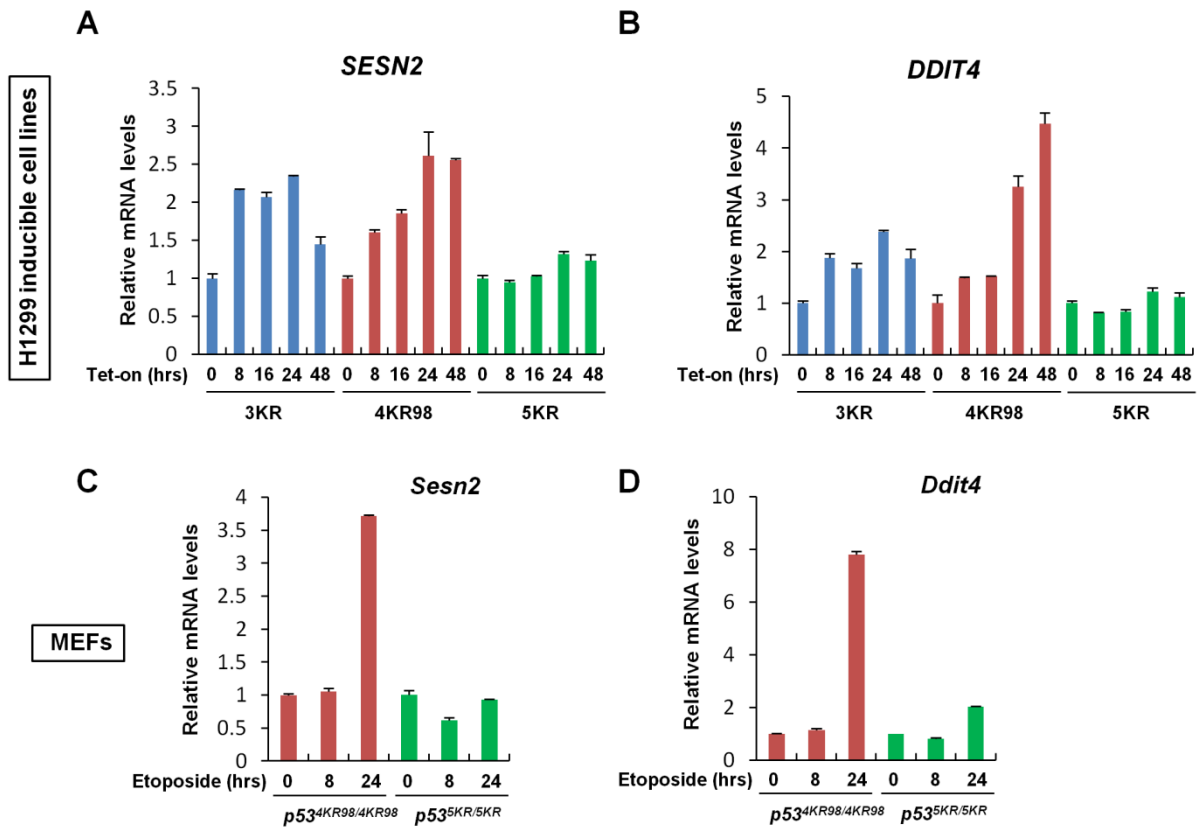 A
SESN2
H1299 inducible cell lines
Relative mRNA levels
3.5
3
2.5
2
1.5
1
0.5
0
Tet-on (hrs) 0 8 16 24 48 0 8 16 24 48 0 8 16 24 48
3KR 4KR98 5KR
B
DDIT4
Relative mRNA levels
5
4
3
2
1
0
Tet-on (hrs) 0 8 16 24 48 0 8 16 24 48 0 8 16 24 48
3KR 4KR98 5KR
C
Sesn2
MEFs
Relative mRNA levels
4
3.5
3
2.5
2
1.5
1
0.5
0
Etoposide (hrs) 0 8 24 0 8 24
p53^4KR98/4KR98 p53^5KR/5KR
D
Ddit4
Relative mRNA levels
10
8
6
4
2
0
Etoposide (hrs) 0 8 24 0 8 24
p53^4KR98/4KR98 p53^5KR/5KR